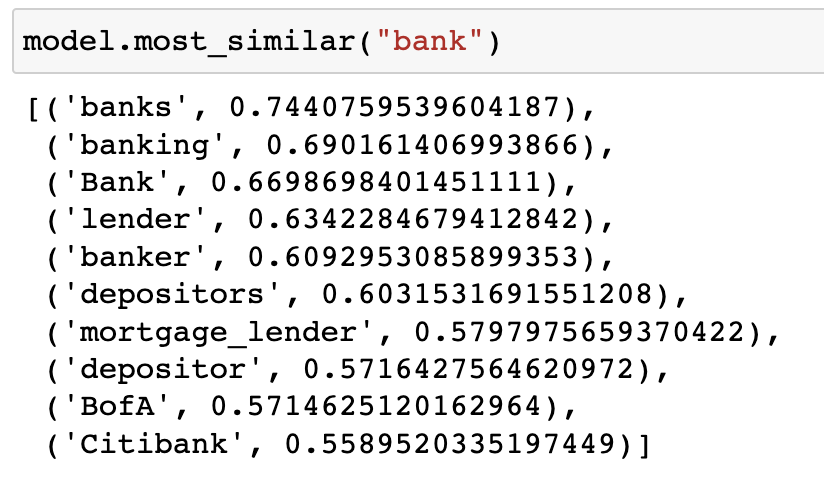 model.most_similar("bank")
[('banks', 0.7440759539604187),
('banking', 0.690161406993866),
('Bank', 0.6698698401451111),
('lender', 0.6342284679412842),
('banker', 0.6092953085899353),
('depositors', 0.6031531691551208),
('mortgage_lender', 0.5797975659370422),
('depositor', 0.5716427564620972),
('BofA', 0.5714625120162964),
('Citibank', 0.5589520335197449)]